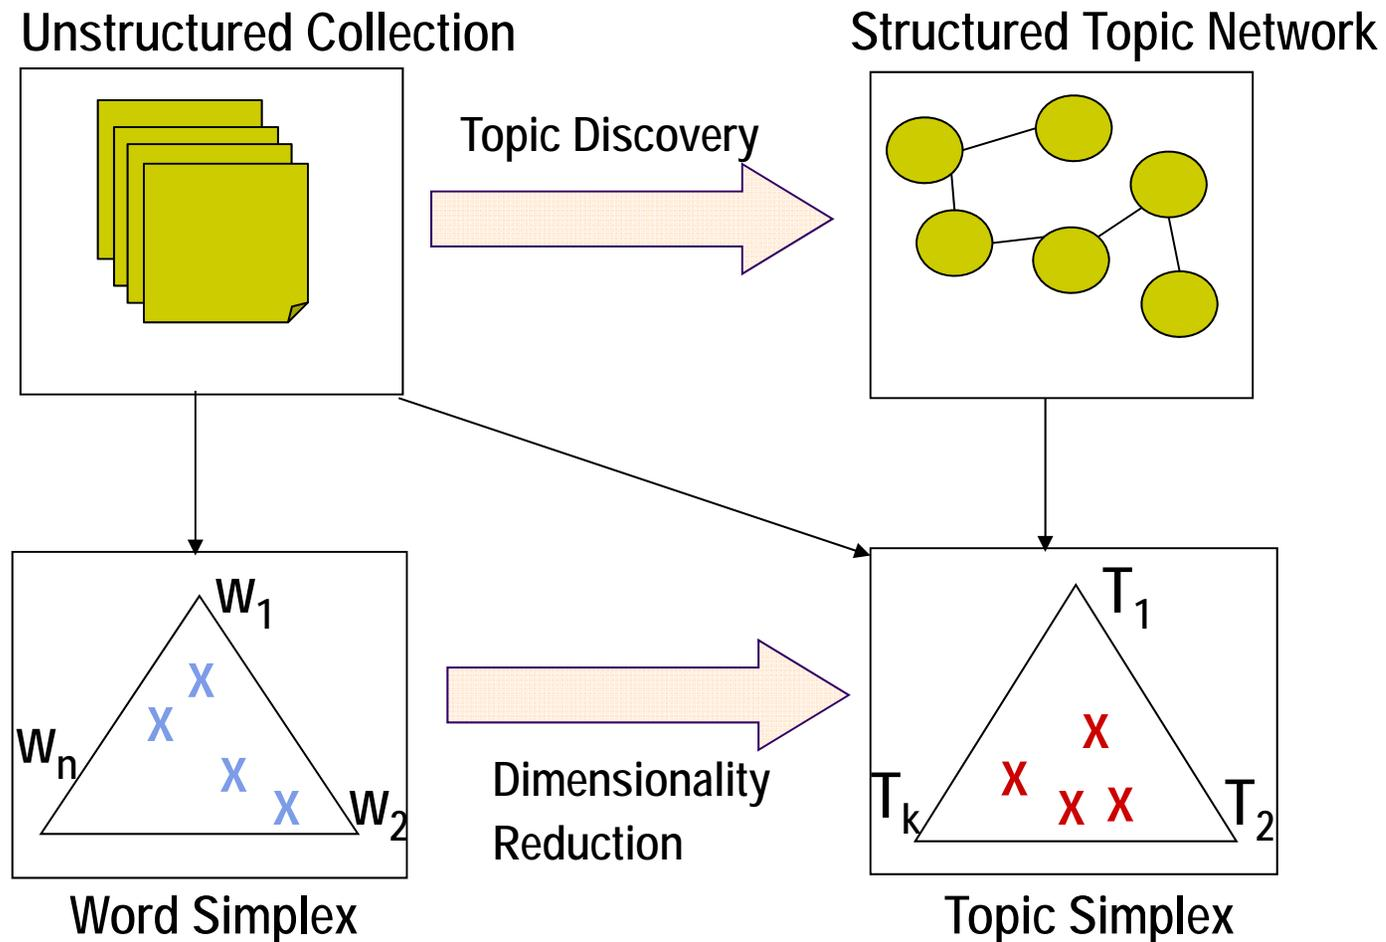 Unstructured Collection
Structured Topic Network
Topic Discovery
w₁
x
x
wₙ
x
x
w₂
Word Simplex
Dimensionality
Reduction
T₁
x
x
Tₖ
x x
T₂
Topic Simplex